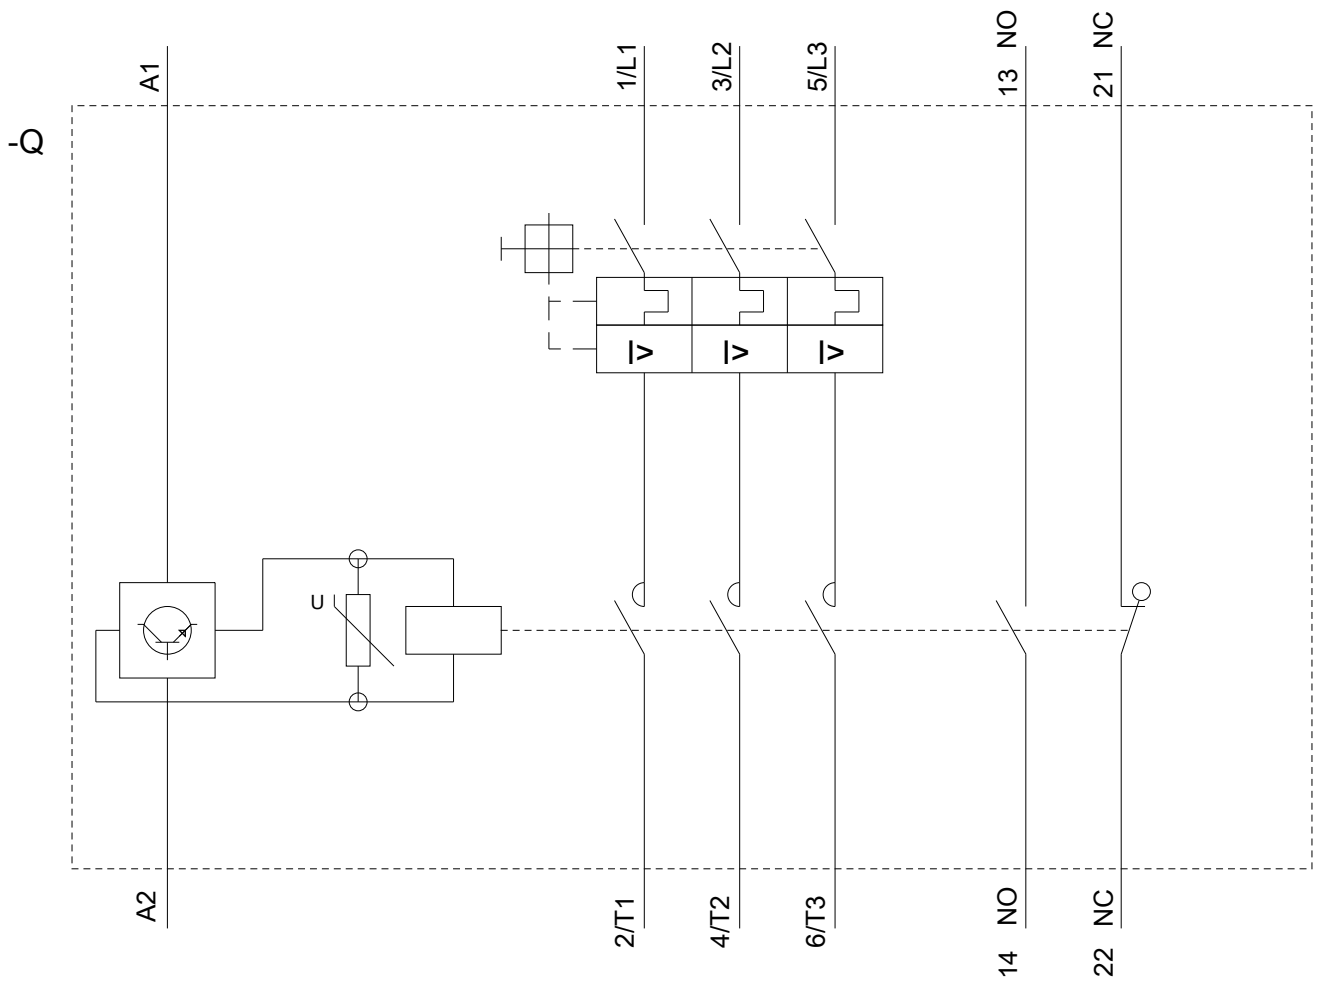 A1
1/L1
3/L2
5/L3
13 NO
21 NC
-Q
I>
I>
I>
U
A2
2/T1
4/T2
6/T3
14 NO
22 NC